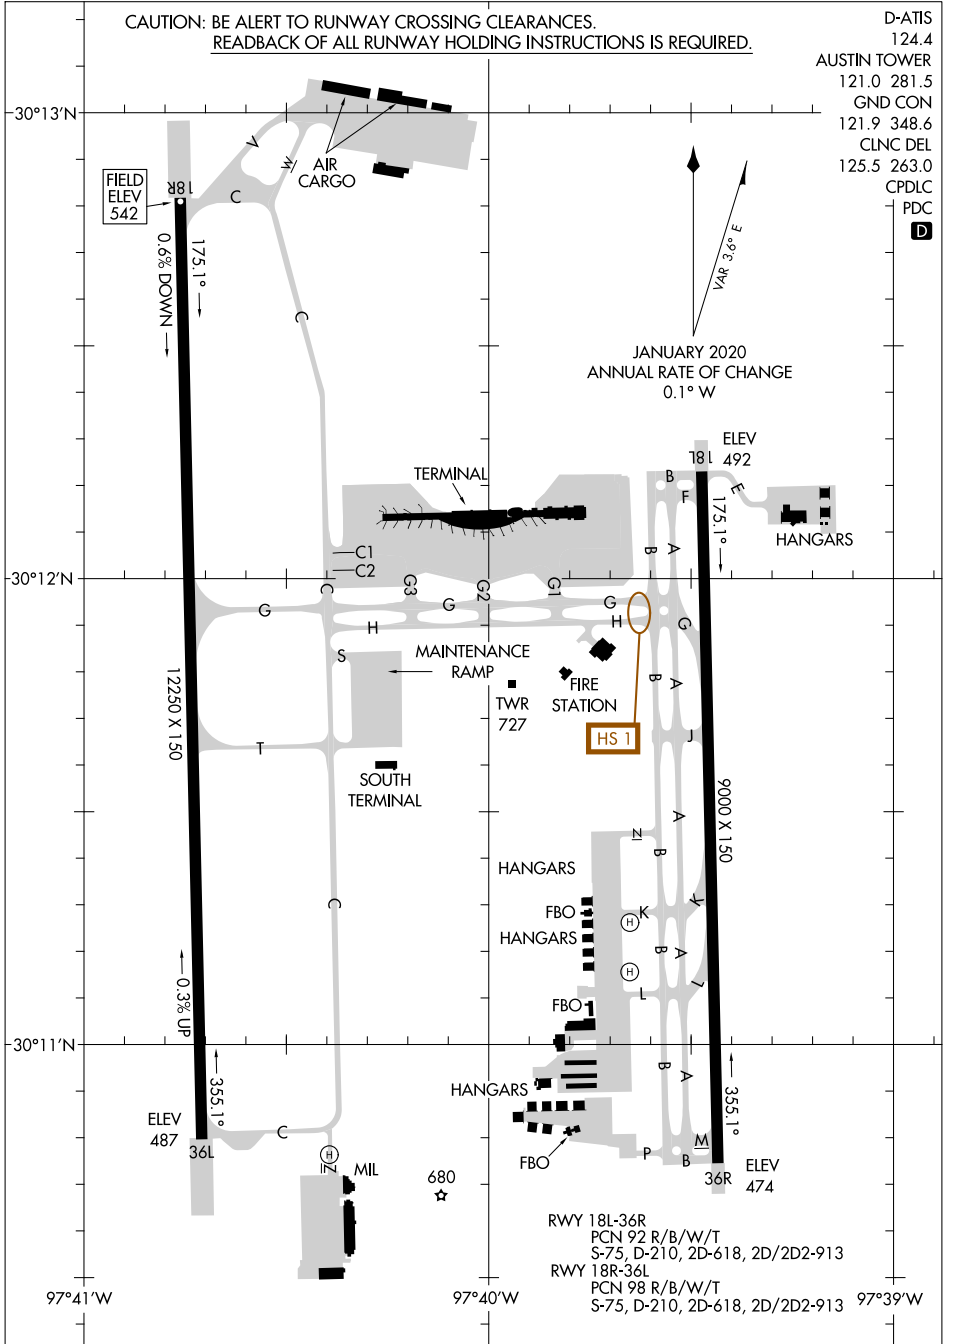 CAUTION: BE ALERT TO RUNWAY CROSSING CLEARANCES.
READBACK OF ALL RUNWAY HOLDING INSTRUCTIONS IS REQUIRED.
D-ATIS
124.4
AUSTIN TOWER
121.0 281.5
GND CON
121.9 348.6
CLNC DEL
125.5 263.0
CPDLC
PDC
D
30°13'N
V
W
AIR
CARGO
FIELD
ELEV
542
18R
C
175.1°
0.6% DOWN
VAR 3.6° E
C
JANUARY 2020
ANNUAL RATE OF CHANGE
0.1° W
ELEV
492
18L
TERMINAL
B
F
E
175.1°
HANGARS
B
A
C1
C2
30°12'N
C
G3
G2
G1
G
G
G
G
H
H
G
S
MAINTENANCE
RAMP
FIRE
STATION
TWR
727
B
A
12250 X 150
T
HS 1
J
SOUTH
TERMINAL
9000 X 150
A
N
B
HANGARS
C
K
K
FBO
H
HANGARS
B
A
H
L
L
0.3% UP
FBO
30°11'N
B
A
355.1°
355.1°
HANGARS
ELEV
487
C
36L
M
P
B
FBO
36R
ELEV
474
H
N
MIL
680
RWY 18L-36R
PCN 92 R/B/W/T
S-75, D-210, 2D-618, 2D/2D2-913
RWY 18R-36L
PCN 98 R/B/W/T
S-75, D-210, 2D-618, 2D/2D2-913
97°41'W
97°40'W
97°39'W